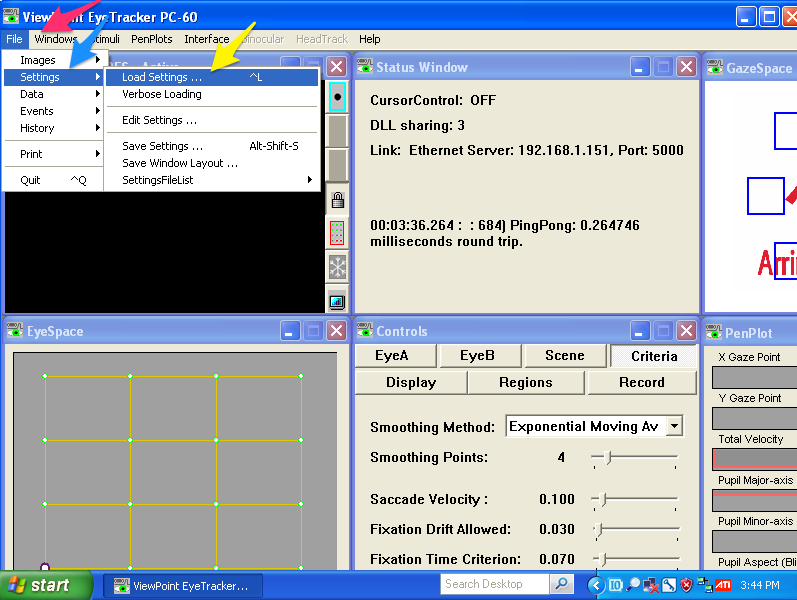 ViewPoint EyeTracker PC-60
File Windows Stimuli PenPlots Interface Binocular HeadTrack Help
Images
Settings
Data
Events
History
Print
Quit ^Q
Load Settings ... ^L
Verbose Loading
Edit Settings ...
Save Settings ... Alt-Shift-S
Save Window Layout ...
SettingsFileList
Active
Status Window
CursorControl: OFF
DLL sharing: 3
Link: Ethernet Server: 192.168.1.151, Port: 5000
00:03:36.264 : : 684) PingPong: 0.264746
milliseconds round trip.
GazeSpace
Arri
EyeSpace
Controls
EyeA EyeB Scene Criteria
Display Regions Record
Smoothing Method: Exponential Moving Av
Smoothing Points: 4
Saccade Velocity : 0.100
Fixation Drift Allowed: 0.030
Fixation Time Criterion: 0.070
PenPlot
X Gaze Point
Y Gaze Point
Total Velocity
Pupil Major-axis
Pupil Minor-axis
Pupil Aspect (Bli
start
ViewPoint EyeTracker...
Search Desktop
3:44 PM